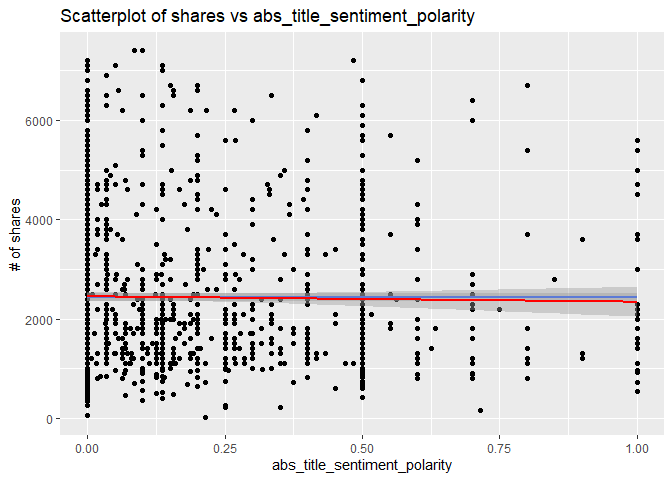 Scatterplot of shares vs abs_title_sentiment_polarity
# of shares
6000
4000
2000
0
0.00 0.25 0.50 0.75 1.00
abs_title_sentiment_polarity